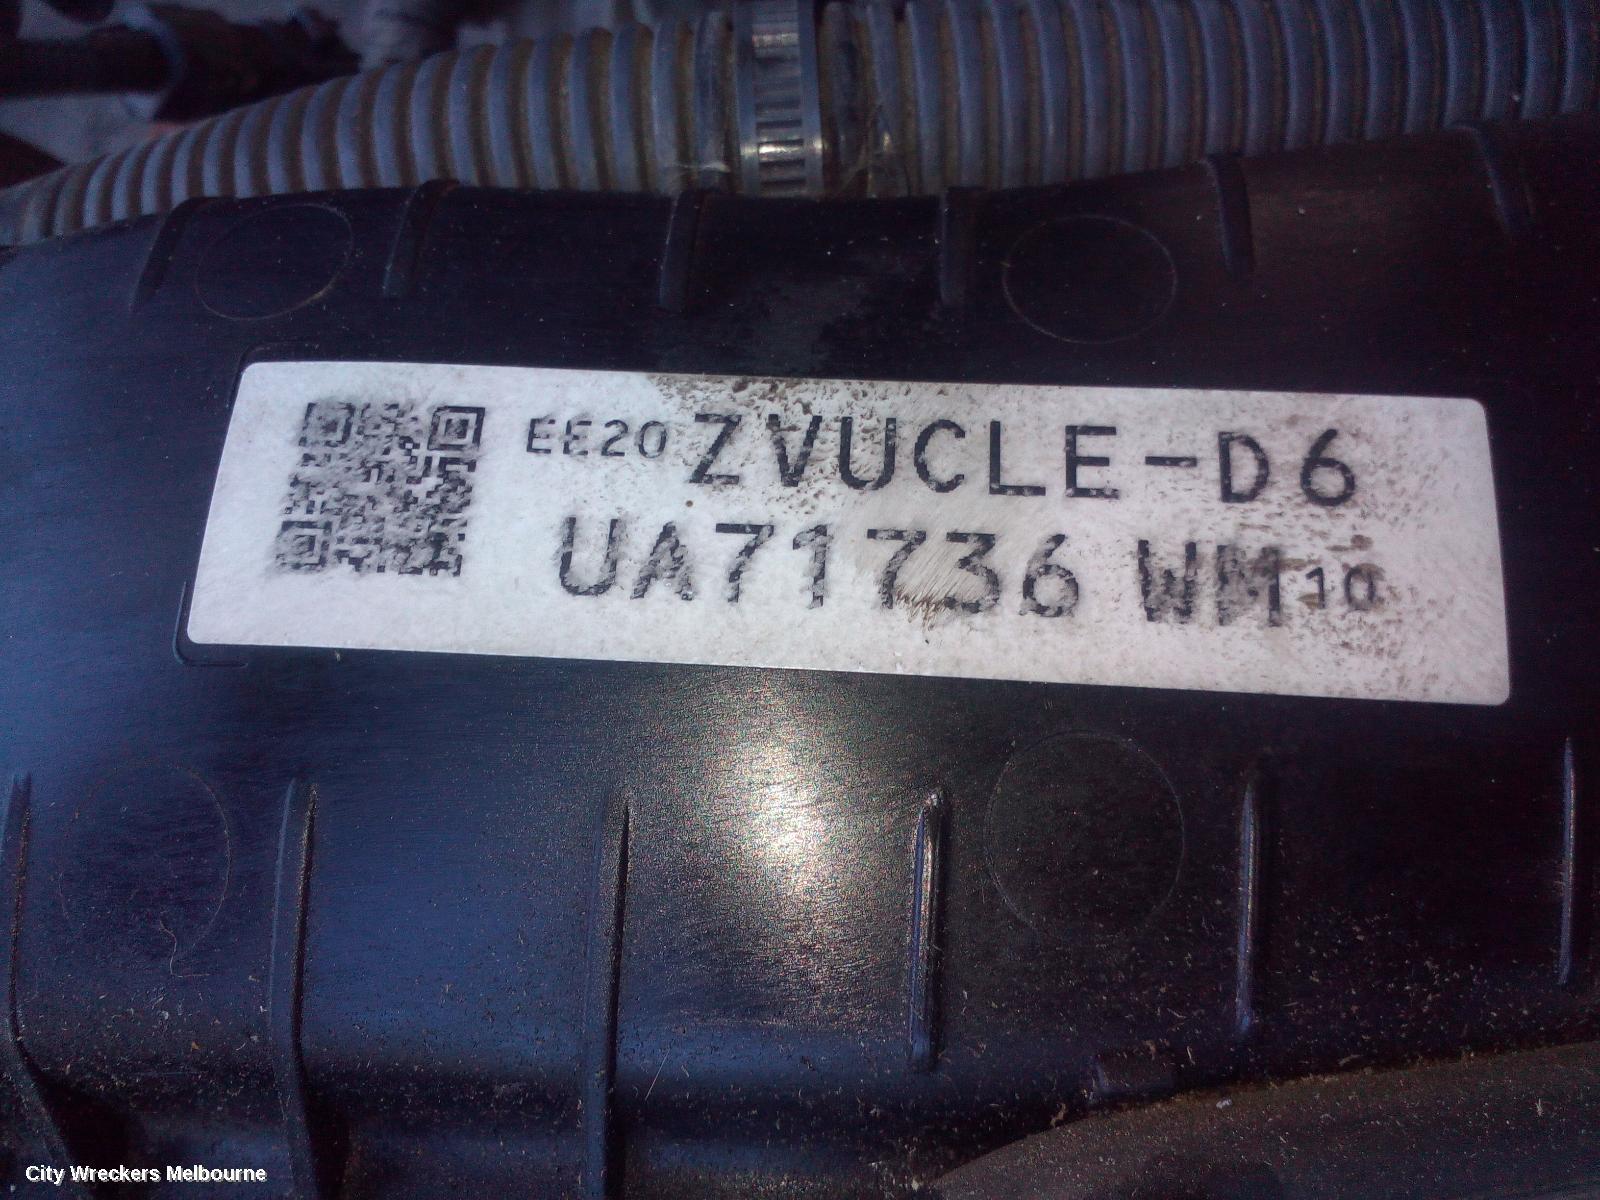 EE20 ZVUCLE-D6
UA71736 WM10
City Wreckers Melbourne